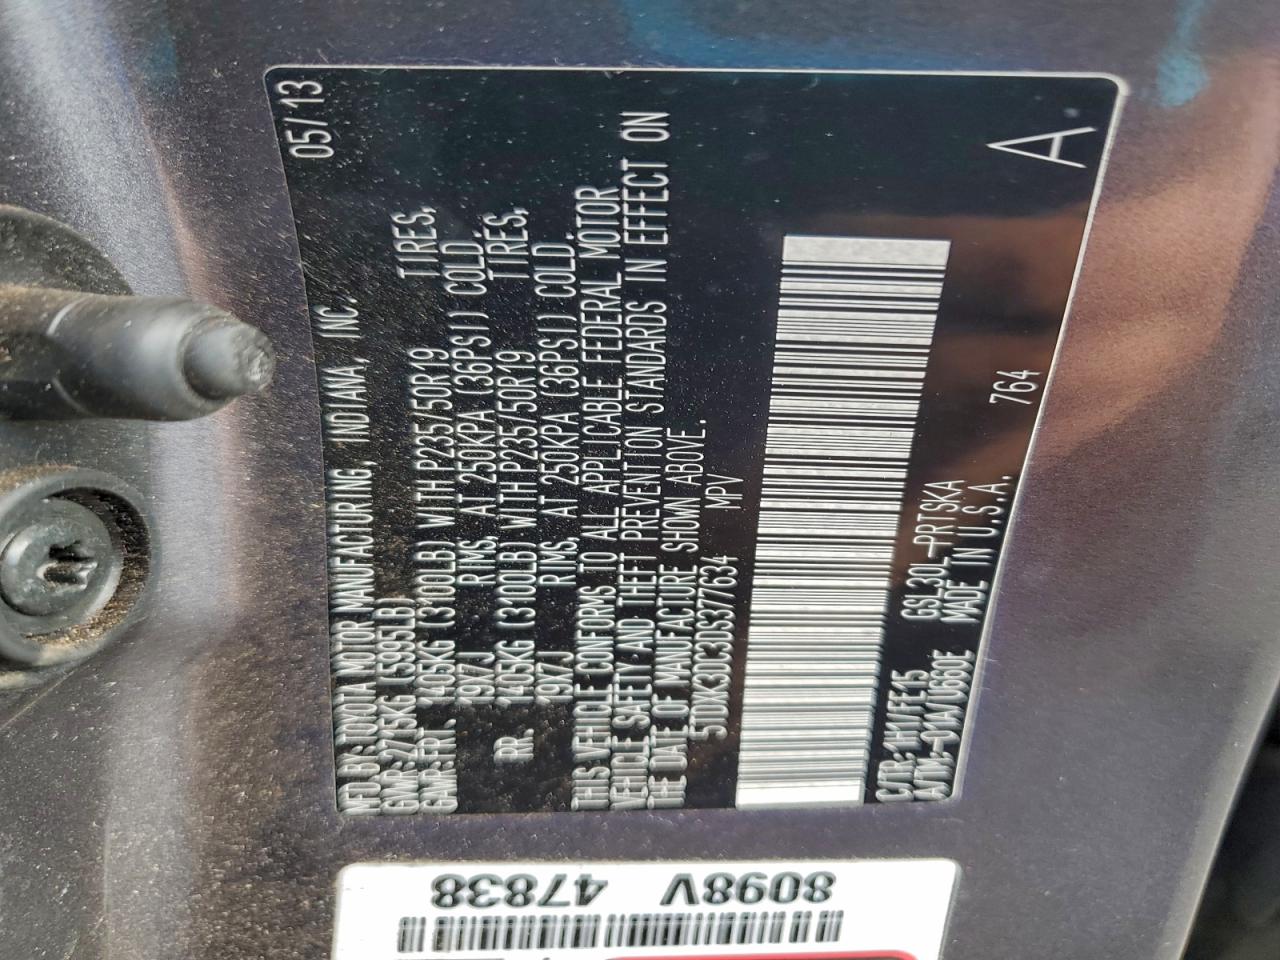 MFD BY: TOYOTA MOTOR MANUFACTURING, INDIANA, INC. 05/13
GVWR:2715KG (5995LB)
GAWR:FRT. 1405KG (3100LB) WITH P235/50R19 TIRES,
19X7J RIMS, AT 250KPA (36PSI) COLD.
RR. 1405KG (3100LB) WITH P235/50R19 TIRES,
19X7J RIMS, AT 250KPA (36PSI) COLD.
THIS VEHICLE CONFORMS TO ALL APPLICABLE FEDERAL MOTOR
VEHICLE SAFETY AND THEFT PREVENTION STANDARDS IN EFFECT ON
THE DATE OF MANUFACTURE SHOWN ABOVE.
5TDDK3DC3DS377634 MPV
C/TR:1H1/FE15 GSL30L-PRTSKA
A/TM:-01A/U660E MADE IN U.S.A. 764
A
8098V 47838